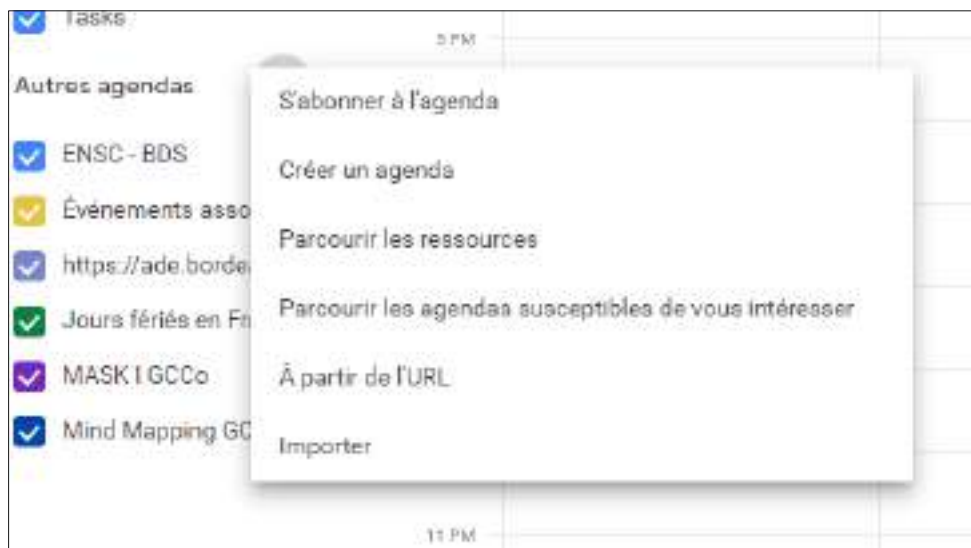 Tasks
5 PM
Autres agendas
S'abonner à l'agenda
ENSC - BDS
Créer un agenda
Événements asso
Parcourir les ressources
https://ade.borde
Parcourir les agendas susceptibles de vous intéresser
Jours fériés en Fr
À partir de l'URL
MASK I GCCo
Mind Mapping GC
Importer
11 PM